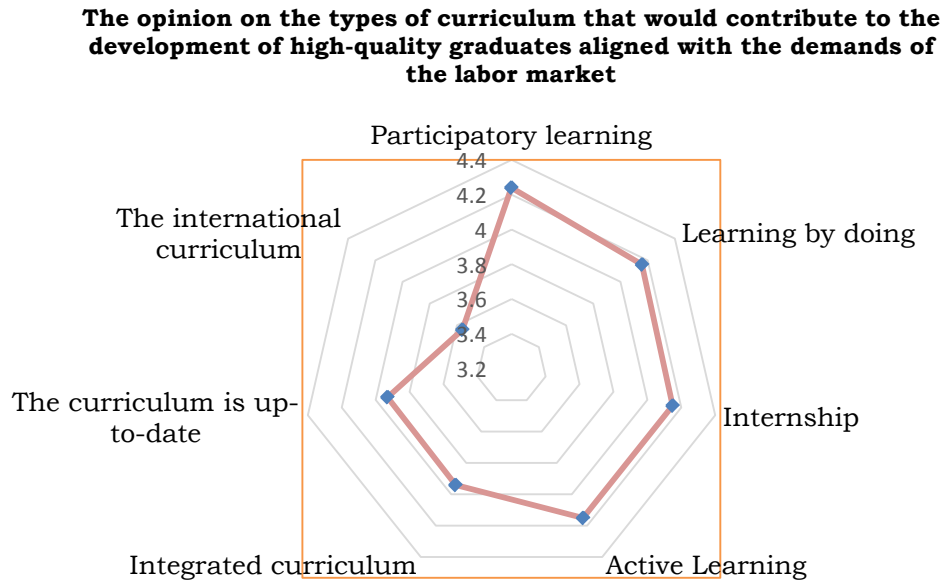 The opinion on the types of curriculum that would contribute to the
development of high-quality graduates aligned with the demands of
the labor market
Participatory learning
4.4
4.2
4
3.8
3.6
3.4
3.2
Learning by doing
Internship
Active Learning
Integrated curriculum
The curriculum is up-
to-date
The international
curriculum